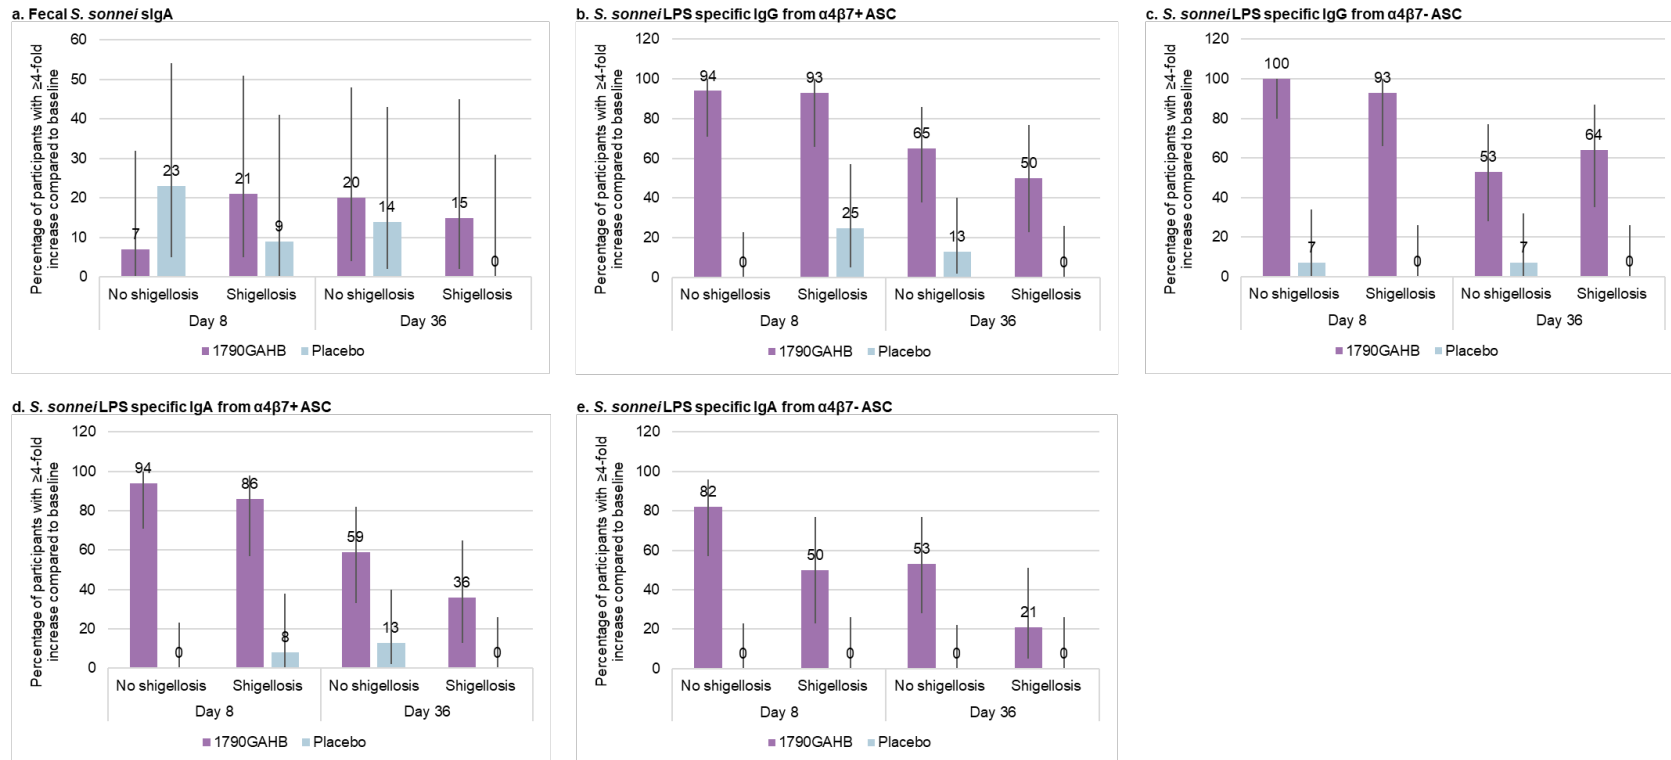 a. Fecal S. sonnei sIgA
Percentage of participants with ≥4-fold
increase compared to baseline
60
50
40
30
20
10
0
7
23
21
9
20
14
15
0
No shigellosis Shigellosis No shigellosis Shigellosis
Day 8 Day 36
1790GAHB Placebo
b. S. sonnei LPS specific IgG from α4β7+ ASC
Percentage of participants with ≥4-fold
increase compared to baseline
120
100
80
60
40
20
0
94
0
93
25
65
13
50
0
No shigellosis Shigellosis No shigellosis Shigellosis
Day 8 Day 36
1790GAHB Placebo
c. S. sonnei LPS specific IgG from α4β7- ASC
Percentage of participants with ≥4-fold
increase compared to baseline
120
100
80
60
40
20
0
100
7
93
0
53
7
64
0
No shigellosis Shigellosis No shigellosis Shigellosis
Day 8 Day 36
1790GAHB Placebo
d. S. sonnei LPS specific IgA from α4β7+ ASC
Percentage of participants with ≥4-fold
increase compared to baseline
120
100
80
60
40
20
0
94
0
86
8
59
13
36
0
No shigellosis Shigellosis No shigellosis Shigellosis
Day 8 Day 36
1790GAHB Placebo
e. S. sonnei LPS specific IgA from α4β7- ASC
Percentage of participants with ≥4-fold
increase compared to baseline
120
100
80
60
40
20
0
82
0
50
0
53
0
21
0
No shigellosis Shigellosis No shigellosis Shigellosis
Day 8 Day 36
1790GAHB Placebo